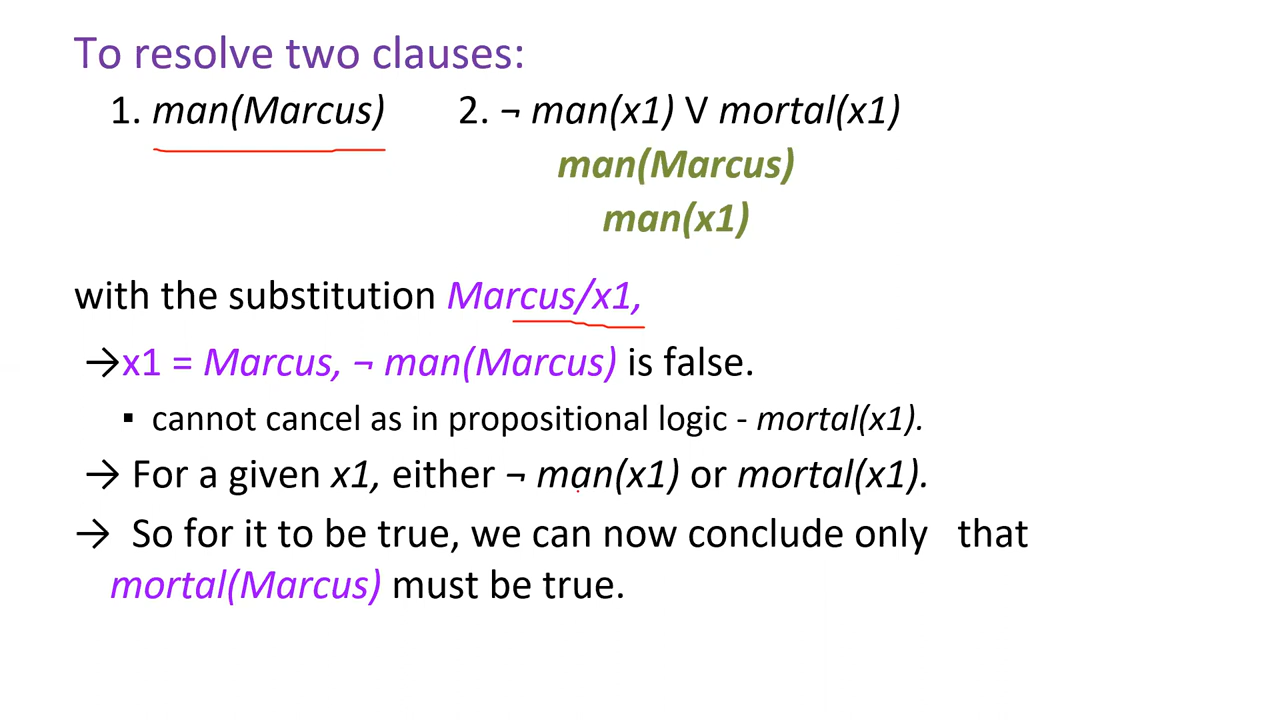 To resolve two clauses:
1. man(Marcus) 2. ¬ man(x1) V mortal(x1)
man(Marcus)
man(x1)
with the substitution Marcus/x1,
→x1 = Marcus, ¬ man(Marcus) is false.
▪ cannot cancel as in propositional logic - mortal(x1).
→ For a given x1, either ¬ man(x1) or mortal(x1).
→ So for it to be true, we can now conclude only that
mortal(Marcus) must be true.